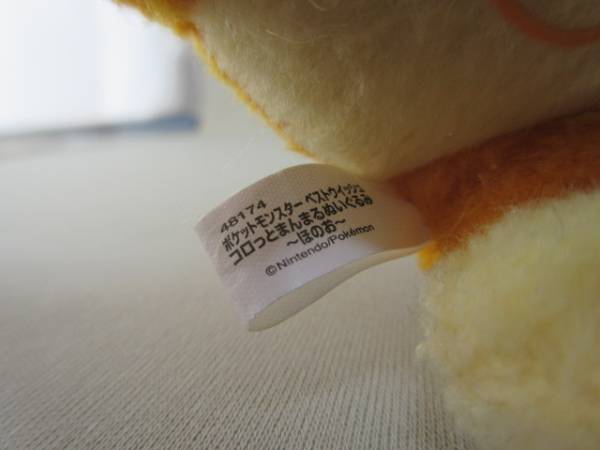 48174
ポケットモンスター ベストウイッシュ
コロっとまんまるぬいぐるみ
〜ほのお〜
©Nintendo/Pokémon